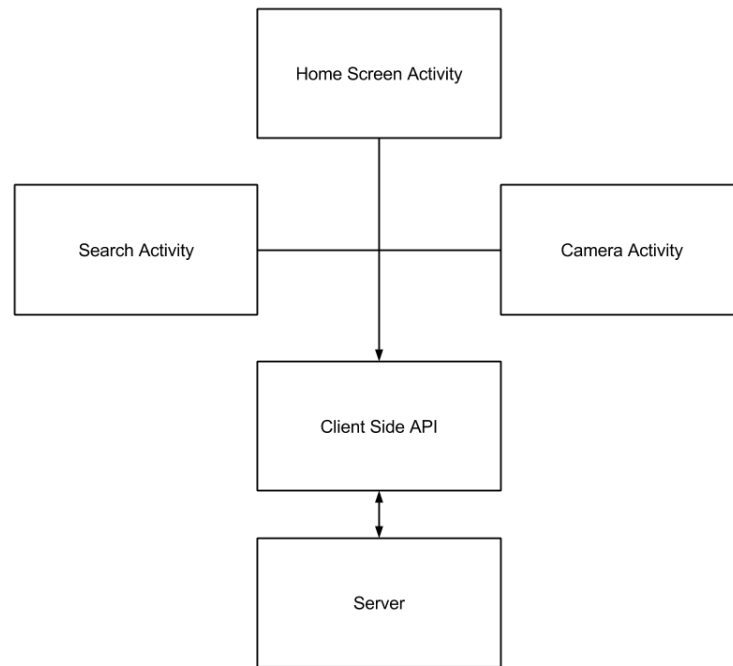 Home Screen Activity
Search Activity
Camera Activity
Client Side API
Server